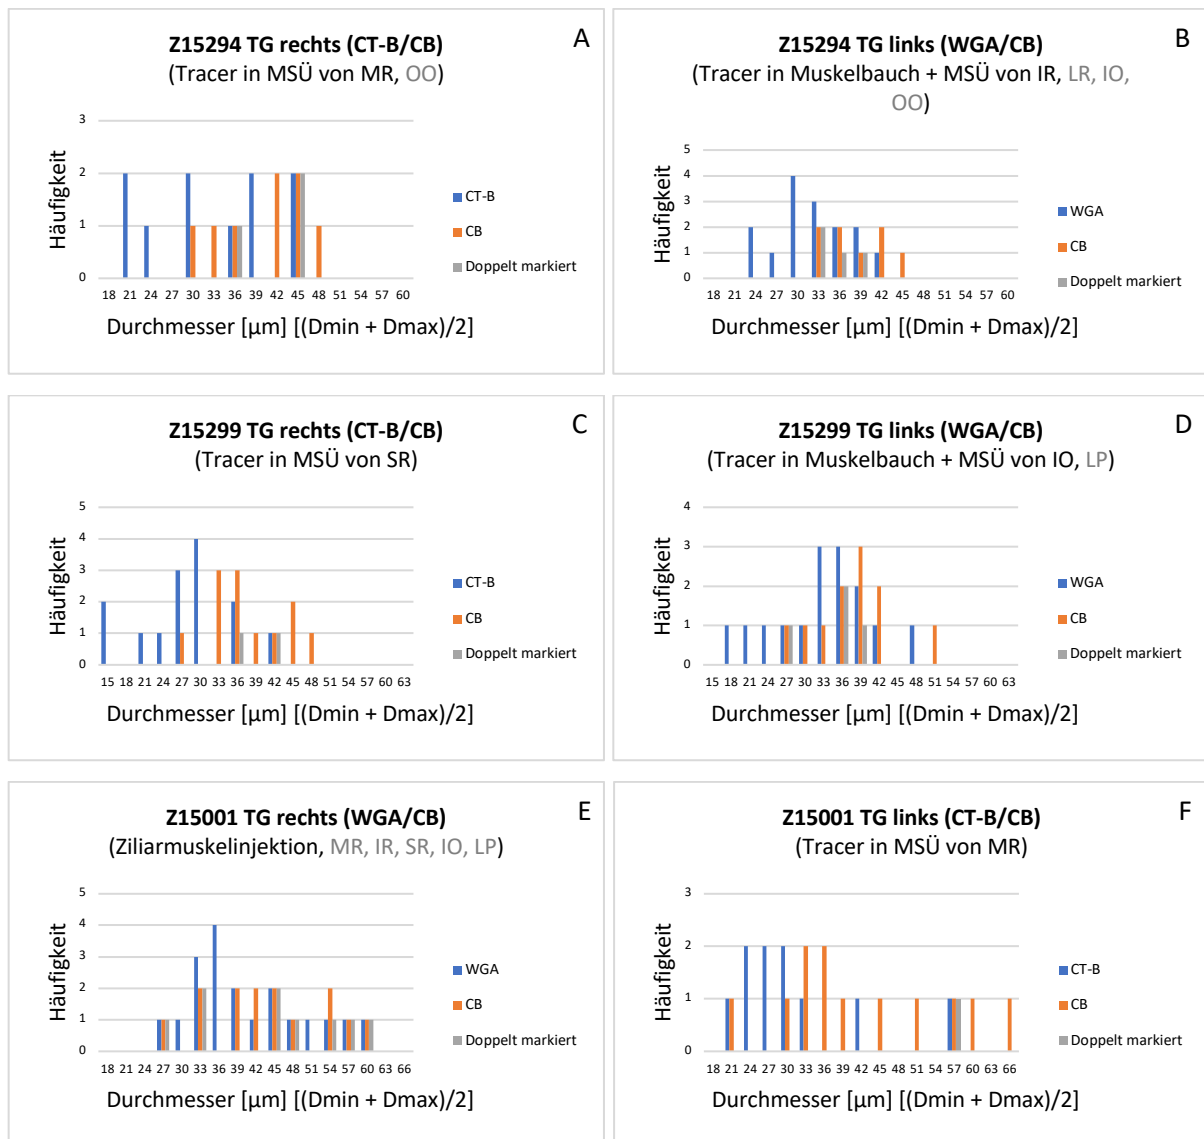 Z15294 TG rechts (CT-B/CB)
A
(Tracer in MSÜ von MR, OO)
3
2
1
0
Häufigkeit
18 21 24 27 30 33 36 39 42 45 48 51 54 57 60
Durchmesser [µm] [(Dmin + Dmax)/2]
CT-B
CB
Doppelt markiert
Z15294 TG links (WGA/CB)
B
(Tracer in Muskelbauch + MSÜ von IR, LR, IO,
OO)
5
4
3
2
1
0
Häufigkeit
18 21 24 27 30 33 36 39 42 45 48 51 54 57 60
Durchmesser [µm] [(Dmin + Dmax)/2]
WGA
CB
Doppelt markiert
Z15299 TG rechts (CT-B/CB)
C
(Tracer in MSÜ von SR)
5
4
3
2
1
0
Häufigkeit
15 18 21 24 27 30 33 36 39 42 45 48 51 54 57 60 63
Durchmesser [µm] [(Dmin + Dmax)/2]
CT-B
CB
Doppelt markiert
Z15299 TG links (WGA/CB)
D
(Tracer in Muskelbauch + MSÜ von IO, LP)
4
3
2
1
0
Häufigkeit
15 18 21 24 27 30 33 36 39 42 45 48 51 54 57 60 63
Durchmesser [µm] [(Dmin + Dmax)/2]
WGA
CB
Doppelt markiert
Z15001 TG rechts (WGA/CB)
E
(Ziliarmuskelinjektion, MR, IR, SR, IO, LP)
5
4
3
2
1
0
Häufigkeit
18 21 24 27 30 33 36 39 42 45 48 51 54 57 60 63 66
Durchmesser [µm] [(Dmin + Dmax)/2]
WGA
CB
Doppelt markiert
Z15001 TG links (CT-B/CB)
F
(Tracer in MSÜ von MR)
3
2
1
0
Häufigkeit
18 21 24 27 30 33 36 39 42 45 48 51 54 57 60 63 66
Durchmesser [µm] [(Dmin + Dmax)/2]
CT-B
CB
Doppelt markiert